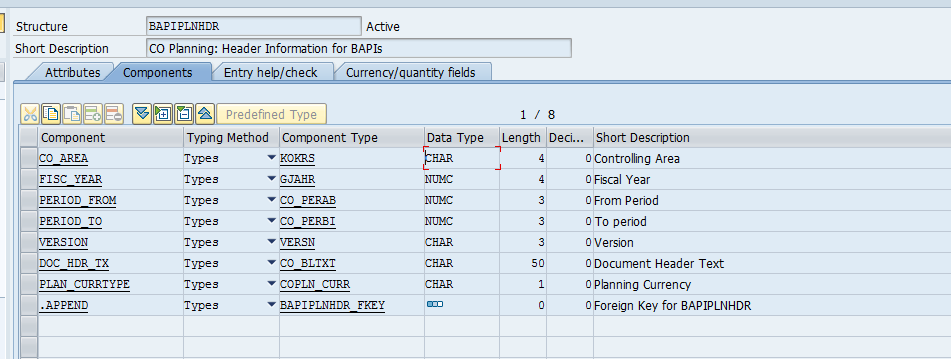 Structure BAPIPLNHDR Active
Short Description CO Planning: Header Information for BAPIs
Attributes Components Entry help/check Currency/quantity fields
Predefined Type 1 / 8
Component Typing Method Component Type Data Type Length Deci... Short Description
CO_AREA Types KOKRS CHAR 4 0 Controlling Area
FISC_YEAR Types GJAHR NUMC 4 0 Fiscal Year
PERIOD_FROM Types CO_PERAB NUMC 3 0 From Period
PERIOD_TO Types CO_PERBI NUMC 3 0 To period
VERSION Types VERSN CHAR 3 0 Version
DOC_HDR_TX Types CO_BLTXT CHAR 50 0 Document Header Text
PLAN_CURRTYPE Types COPLN_CURR CHAR 1 0 Planning Currency
.APPEND Types BAPIPLNHDR_FKEY 0 0 Foreign Key for BAPIPLNHDR